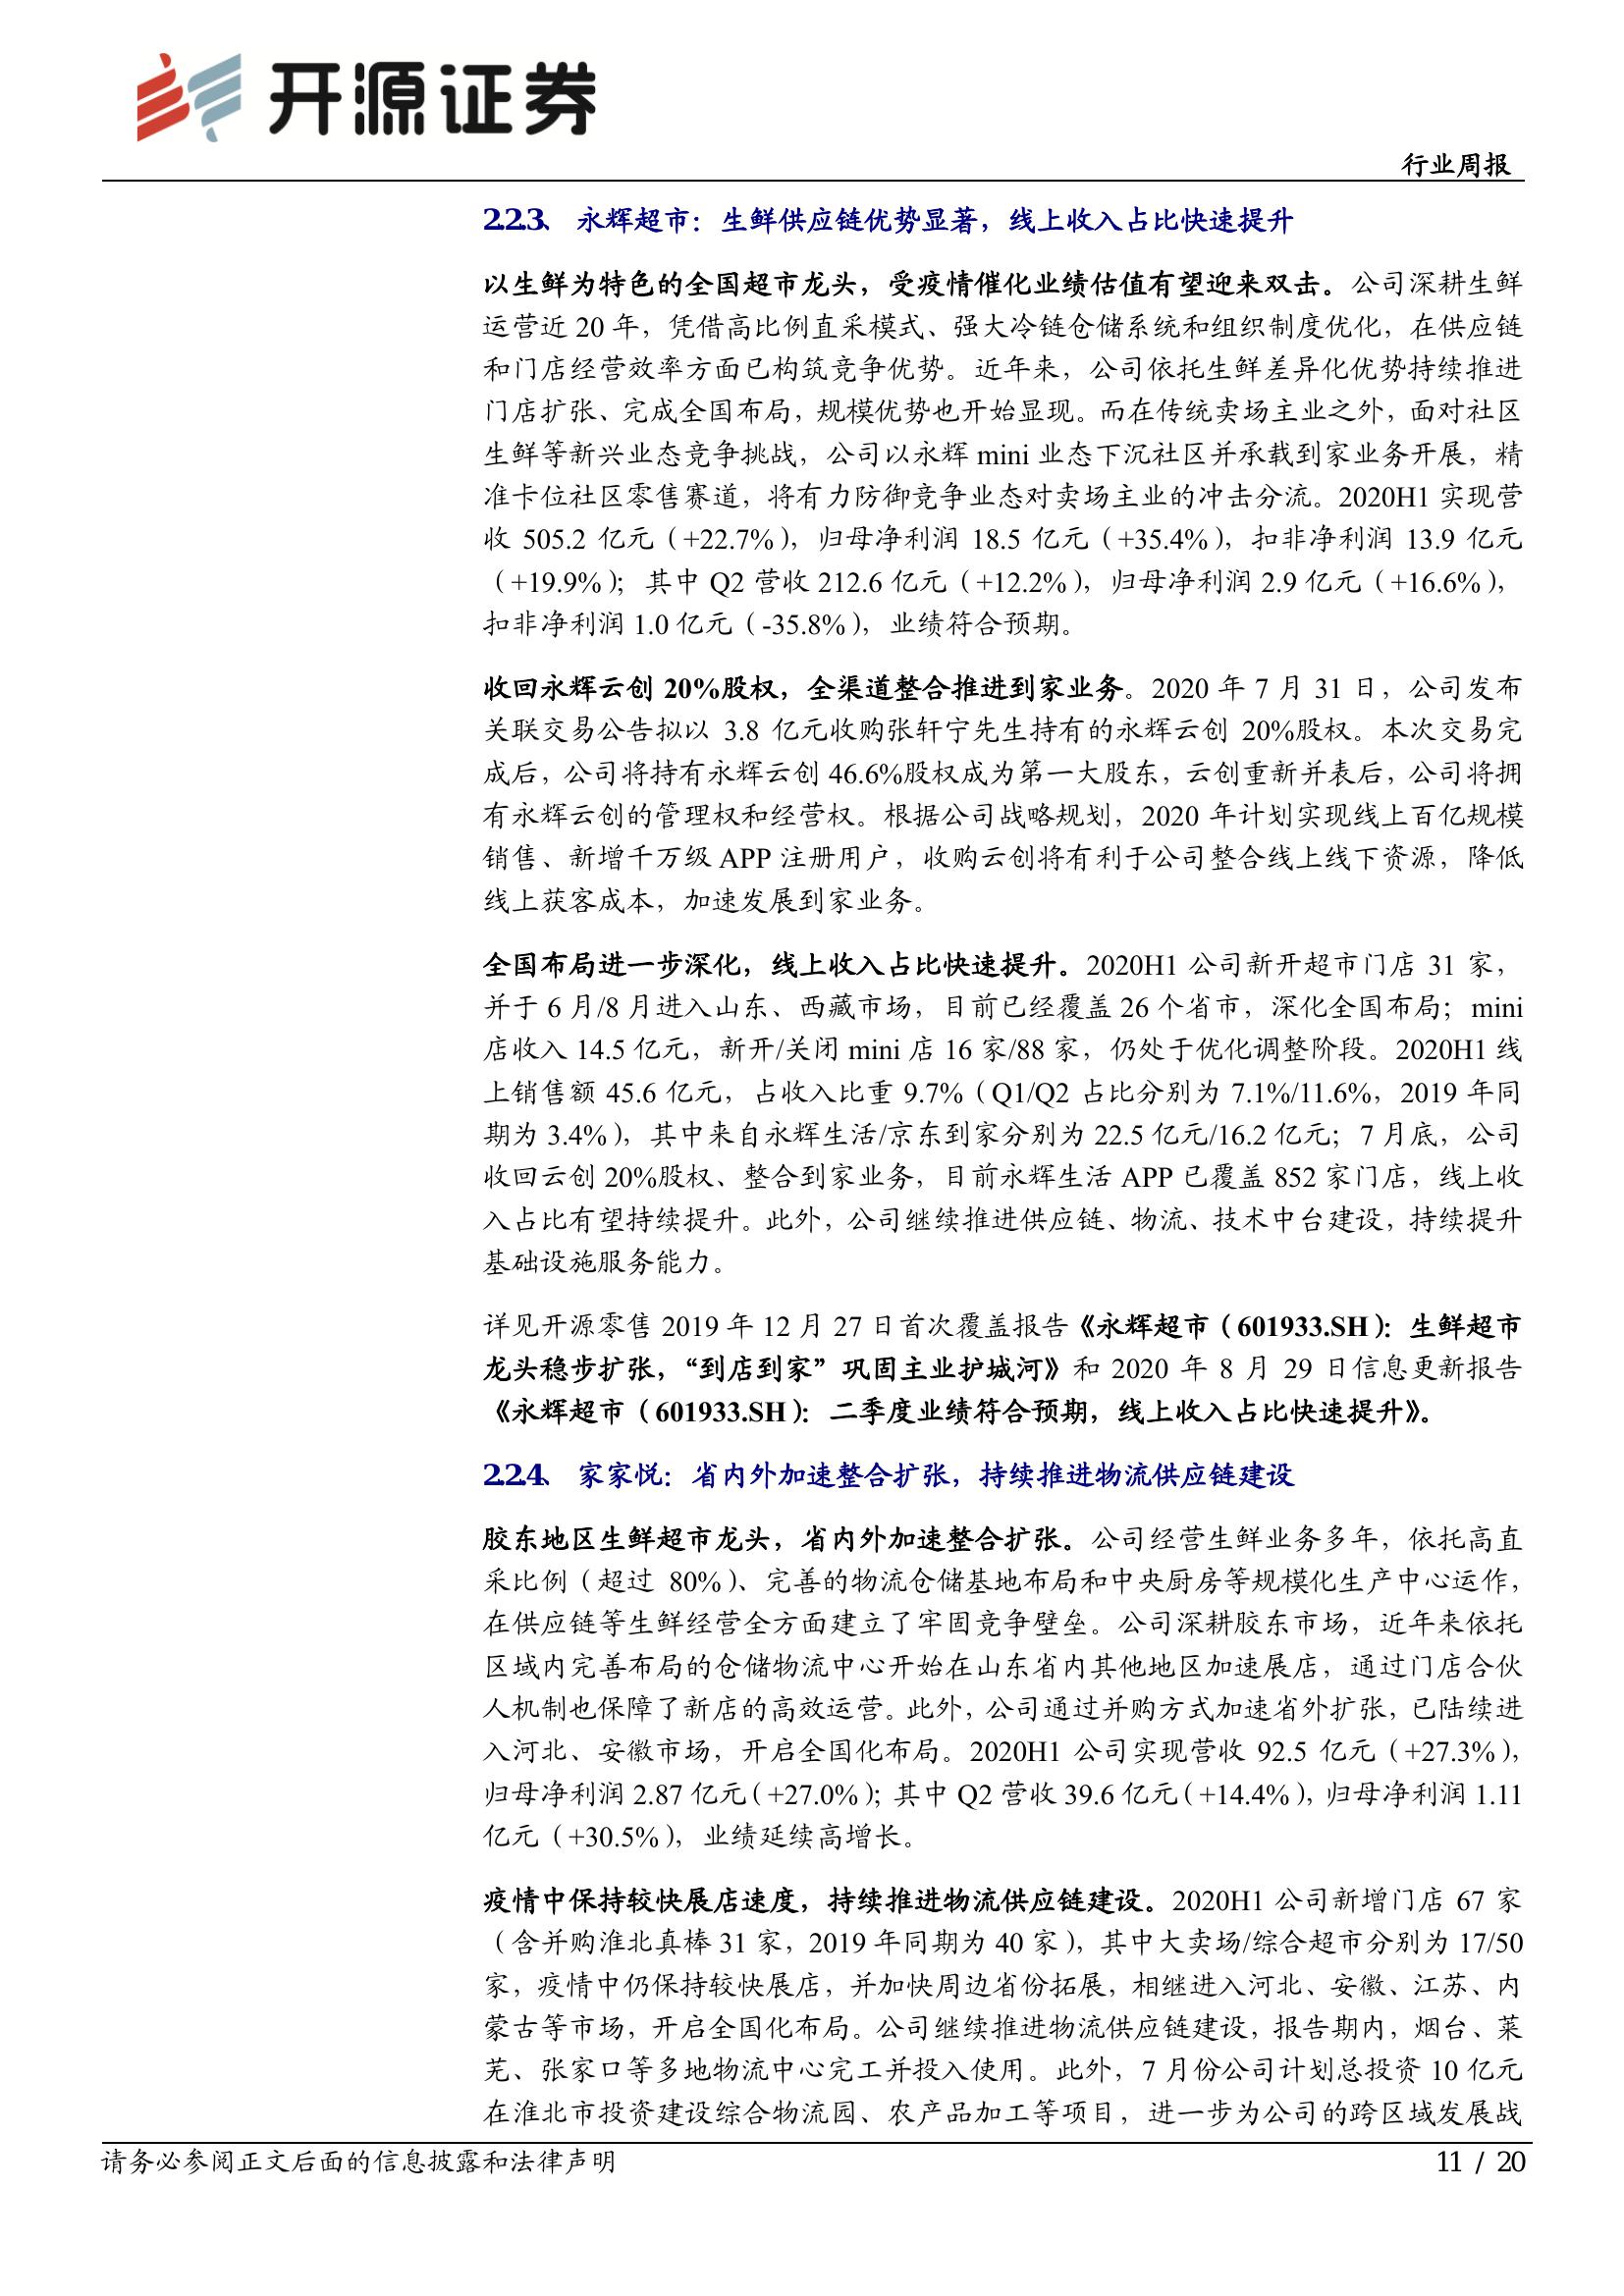 开源证券
行业周报
2.2.3、 永辉超市：生鲜供应链优势显著，线上收入占比快速提升
以生鲜为特色的全国超市龙头，受疫情催化业绩估值有望迎来双击。公司深耕生鲜
运营近 20 年，凭借高比例直采模式、强大冷链仓储系统和组织制度优化，在供应链
和门店经营效率方面已构筑竞争优势。近年来，公司依托生鲜差异化优势持续推进
门店扩张、完成全国布局，规模优势也开始显现。而在传统卖场主业之外，面对社区
生鲜等新兴业态竞争挑战，公司以永辉 mini 业态下沉社区并承载到家业务开展，精
准卡位社区零售赛道，将有力防御竞争业态对卖场主业的冲击分流。2020H1 实现营
收 505.2 亿元（+22.7%），归母净利润 18.5 亿元（+35.4%），扣非净利润 13.9 亿元
（+19.9%）；其中 Q2 营收 212.6 亿元（+12.2%），归母净利润 2.9 亿元（+16.6%），
扣非净利润 1.0 亿元（-35.8%），业绩符合预期。
收回永辉云创 20%股权，全渠道整合推进到家业务。2020 年 7 月 31 日，公司发布
关联交易公告拟以 3.8 亿元收购张轩宁先生持有的永辉云创 20%股权。本次交易完
成后，公司将持有永辉云创 46.6%股权成为第一大股东，云创重新并表后，公司将拥
有永辉云创的管理权和经营权。根据公司战略规划，2020 年计划实现线上百亿规模
销售、新增千万级 APP 注册用户，收购云创将有利于公司整合线上线下资源，降低
线上获客成本，加速发展到家业务。
全国布局进一步深化，线上收入占比快速提升。2020H1 公司新开超市门店 31 家，
并于 6 月/8 月进入山东、西藏市场，目前已经覆盖 26 个省市，深化全国布局；mini
店收入 14.5 亿元，新开/关闭 mini 店 16 家/88 家，仍处于优化调整阶段。2020H1 线
上销售额 45.6 亿元，占收入比重 9.7%（Q1/Q2 占比分别为 7.1%/11.6%，2019 年同
期为 3.4%），其中来自永辉生活/京东到家分别为 22.5 亿元/16.2 亿元；7 月底，公司
收回云创 20%股权、整合到家业务，目前永辉生活 APP 已覆盖 852 家门店，线上收
入占比有望持续提升。此外，公司继续推进供应链、物流、技术中台建设，持续提升
基础设施服务能力。
详见开源零售 2019 年 12 月 27 日首次覆盖报告《永辉超市（601933.SH）：生鲜超市
龙头稳步扩张，“到店到家”巩固主业护城河》和 2020 年 8 月 29 日信息更新报告
《永辉超市（601933.SH）：二季度业绩符合预期，线上收入占比快速提升》。
2.2.4、 家家悦：省内外加速整合扩张，持续推进物流供应链建设
胶东地区生鲜超市龙头，省内外加速整合扩张。公司经营生鲜业务多年，依托高直
采比例（超过 80%）、完善的物流仓储基地布局和中央厨房等规模化生产中心运作，
在供应链等生鲜经营全方面建立了牢固竞争壁垒。公司深耕胶东市场，近年来依托
区域内完善布局的仓储物流中心开始在山东省内其他地区加速展店，通过门店合伙
人机制也保障了新店的高效运营。此外，公司通过并购方式加速省外扩张，已陆续进
入河北、安徽市场，开启全国化布局。2020H1 公司实现营收 92.5 亿元（+27.3%），
归母净利润 2.87 亿元（+27.0%）；其中 Q2 营收 39.6 亿元（+14.4%），归母净利润 1.11
亿元（+30.5%），业绩延续高增长。
疫情中保持较快展店速度，持续推进物流供应链建设。2020H1 公司新增门店 67 家
（含并购淮北真棒 31 家，2019 年同期为 40 家），其中大卖场/综合超市分别为 17/50
家，疫情中仍保持较快展店，并加快周边省份拓展，相继进入河北、安徽、江苏、内
蒙古等市场，开启全国化布局。公司继续推进物流供应链建设，报告期内，烟台、莱
芜、张家口等多地物流中心完工并投入使用。此外，7 月份公司计划总投资 10 亿元
在淮北市投资建设综合物流园、农产品加工等项目，进一步为公司的跨区域发展战
请务必参阅正文后面的信息披露和法律声明
11 / 20